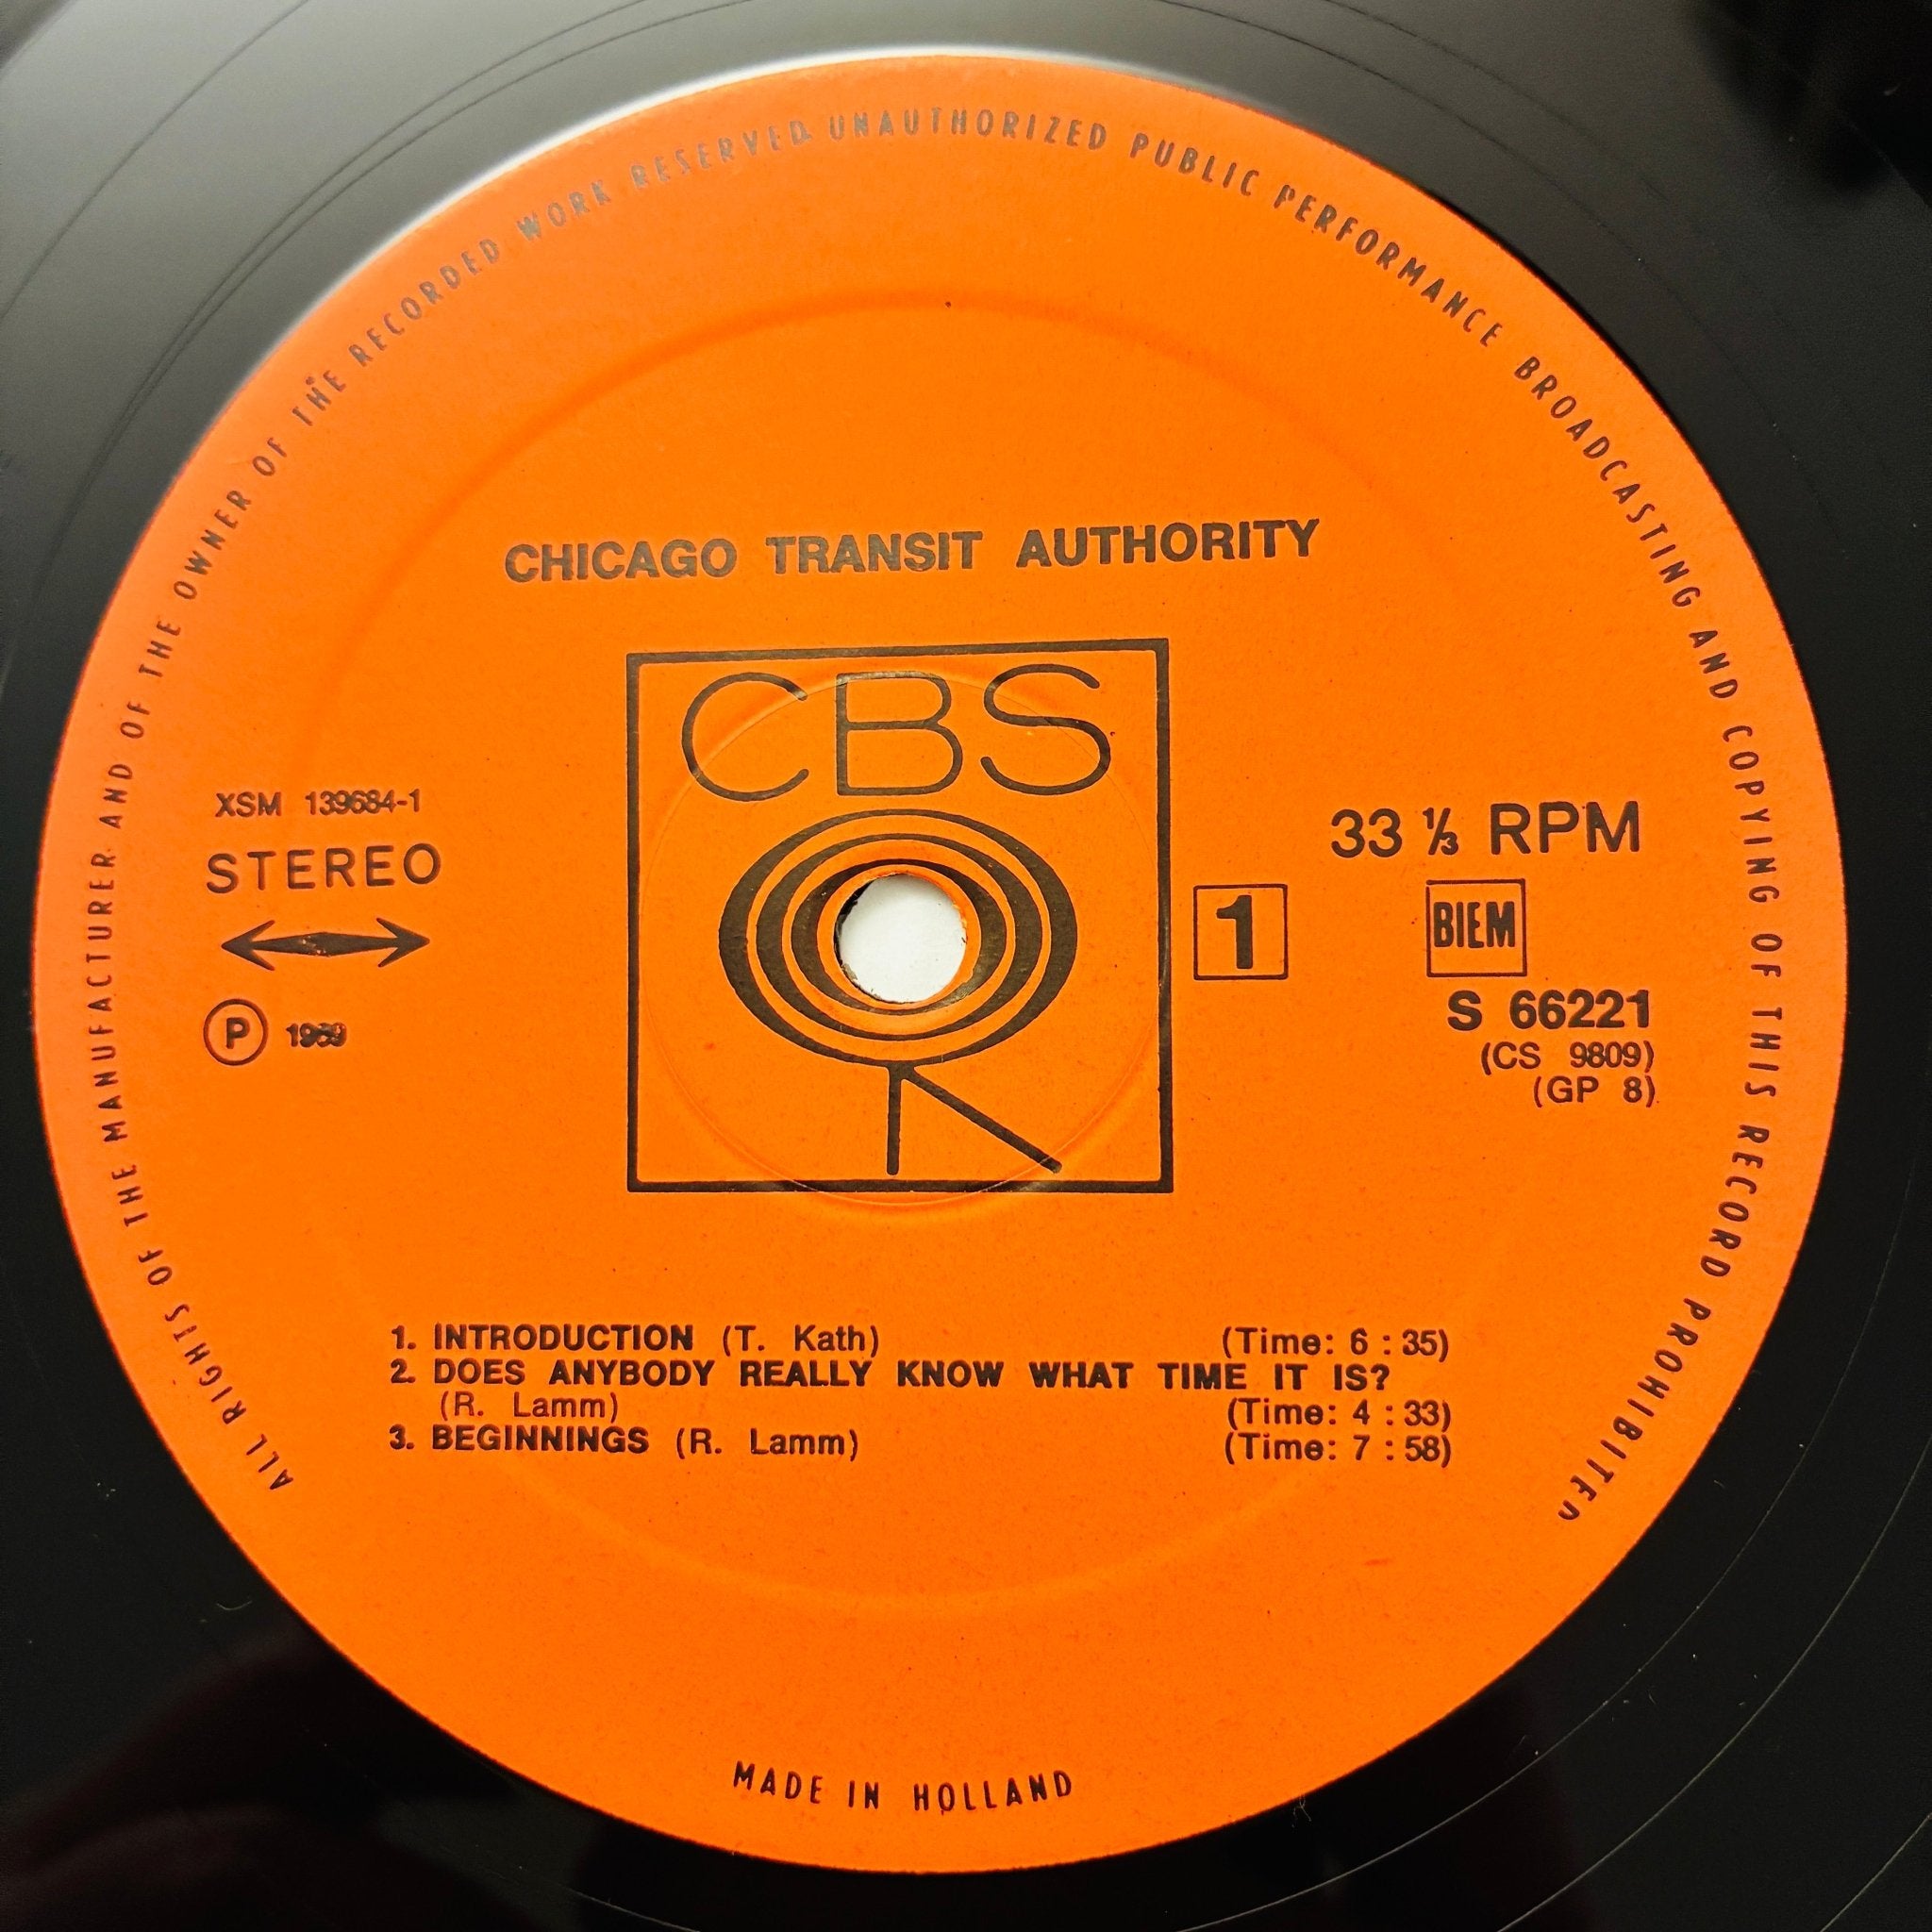 ALL RIGHTS OF THE MANUFACTURER AND OF THE OWNER OF THE RECORDED WORK RESERVED. UNAUTHORIZED PUBLIC PERFORMANCE BROADCASTING AND COPYING OF THIS RECORD PROHIBITED
CHICAGO TRANSIT AUTHORITY
CBS
XSM 139684-1
STEREO
33 ⅓ RPM
1
BIEM
℗ 1969
S 66221
(CS 9809)
(GP 8)
1. INTRODUCTION (T. Kath) (Time: 6 : 35)
2. DOES ANYBODY REALLY KNOW WHAT TIME IT IS?
(R. Lamm) (Time: 4 : 33)
3. BEGINNINGS (R. Lamm) (Time: 7 : 58)
MADE IN HOLLAND